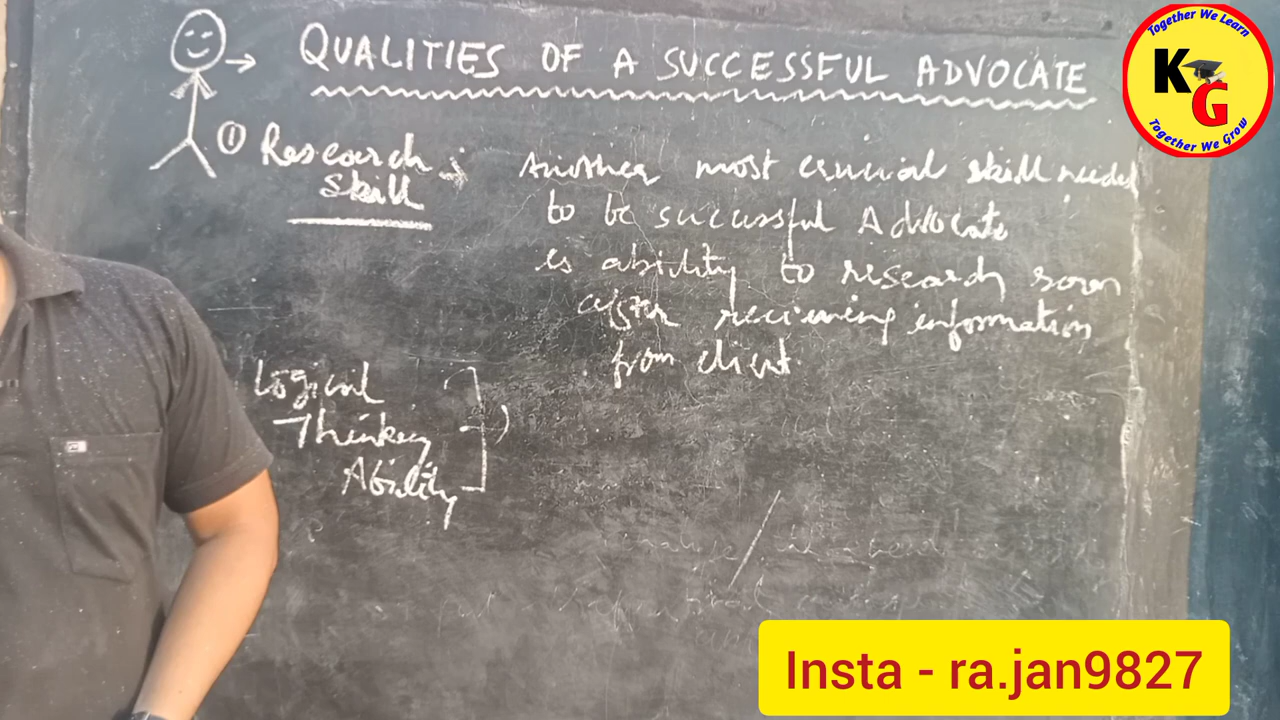 QUALITIES OF A SUCCESSFUL ADVOCATE
① Research Skill →
Another most crucial skill needed
to be successful Advocate
is ability to research soon
after recieving information
from client.
Logical
Thinking
Ability
Together We Learn
KG
Together We Grow
Insta - ra.jan9827